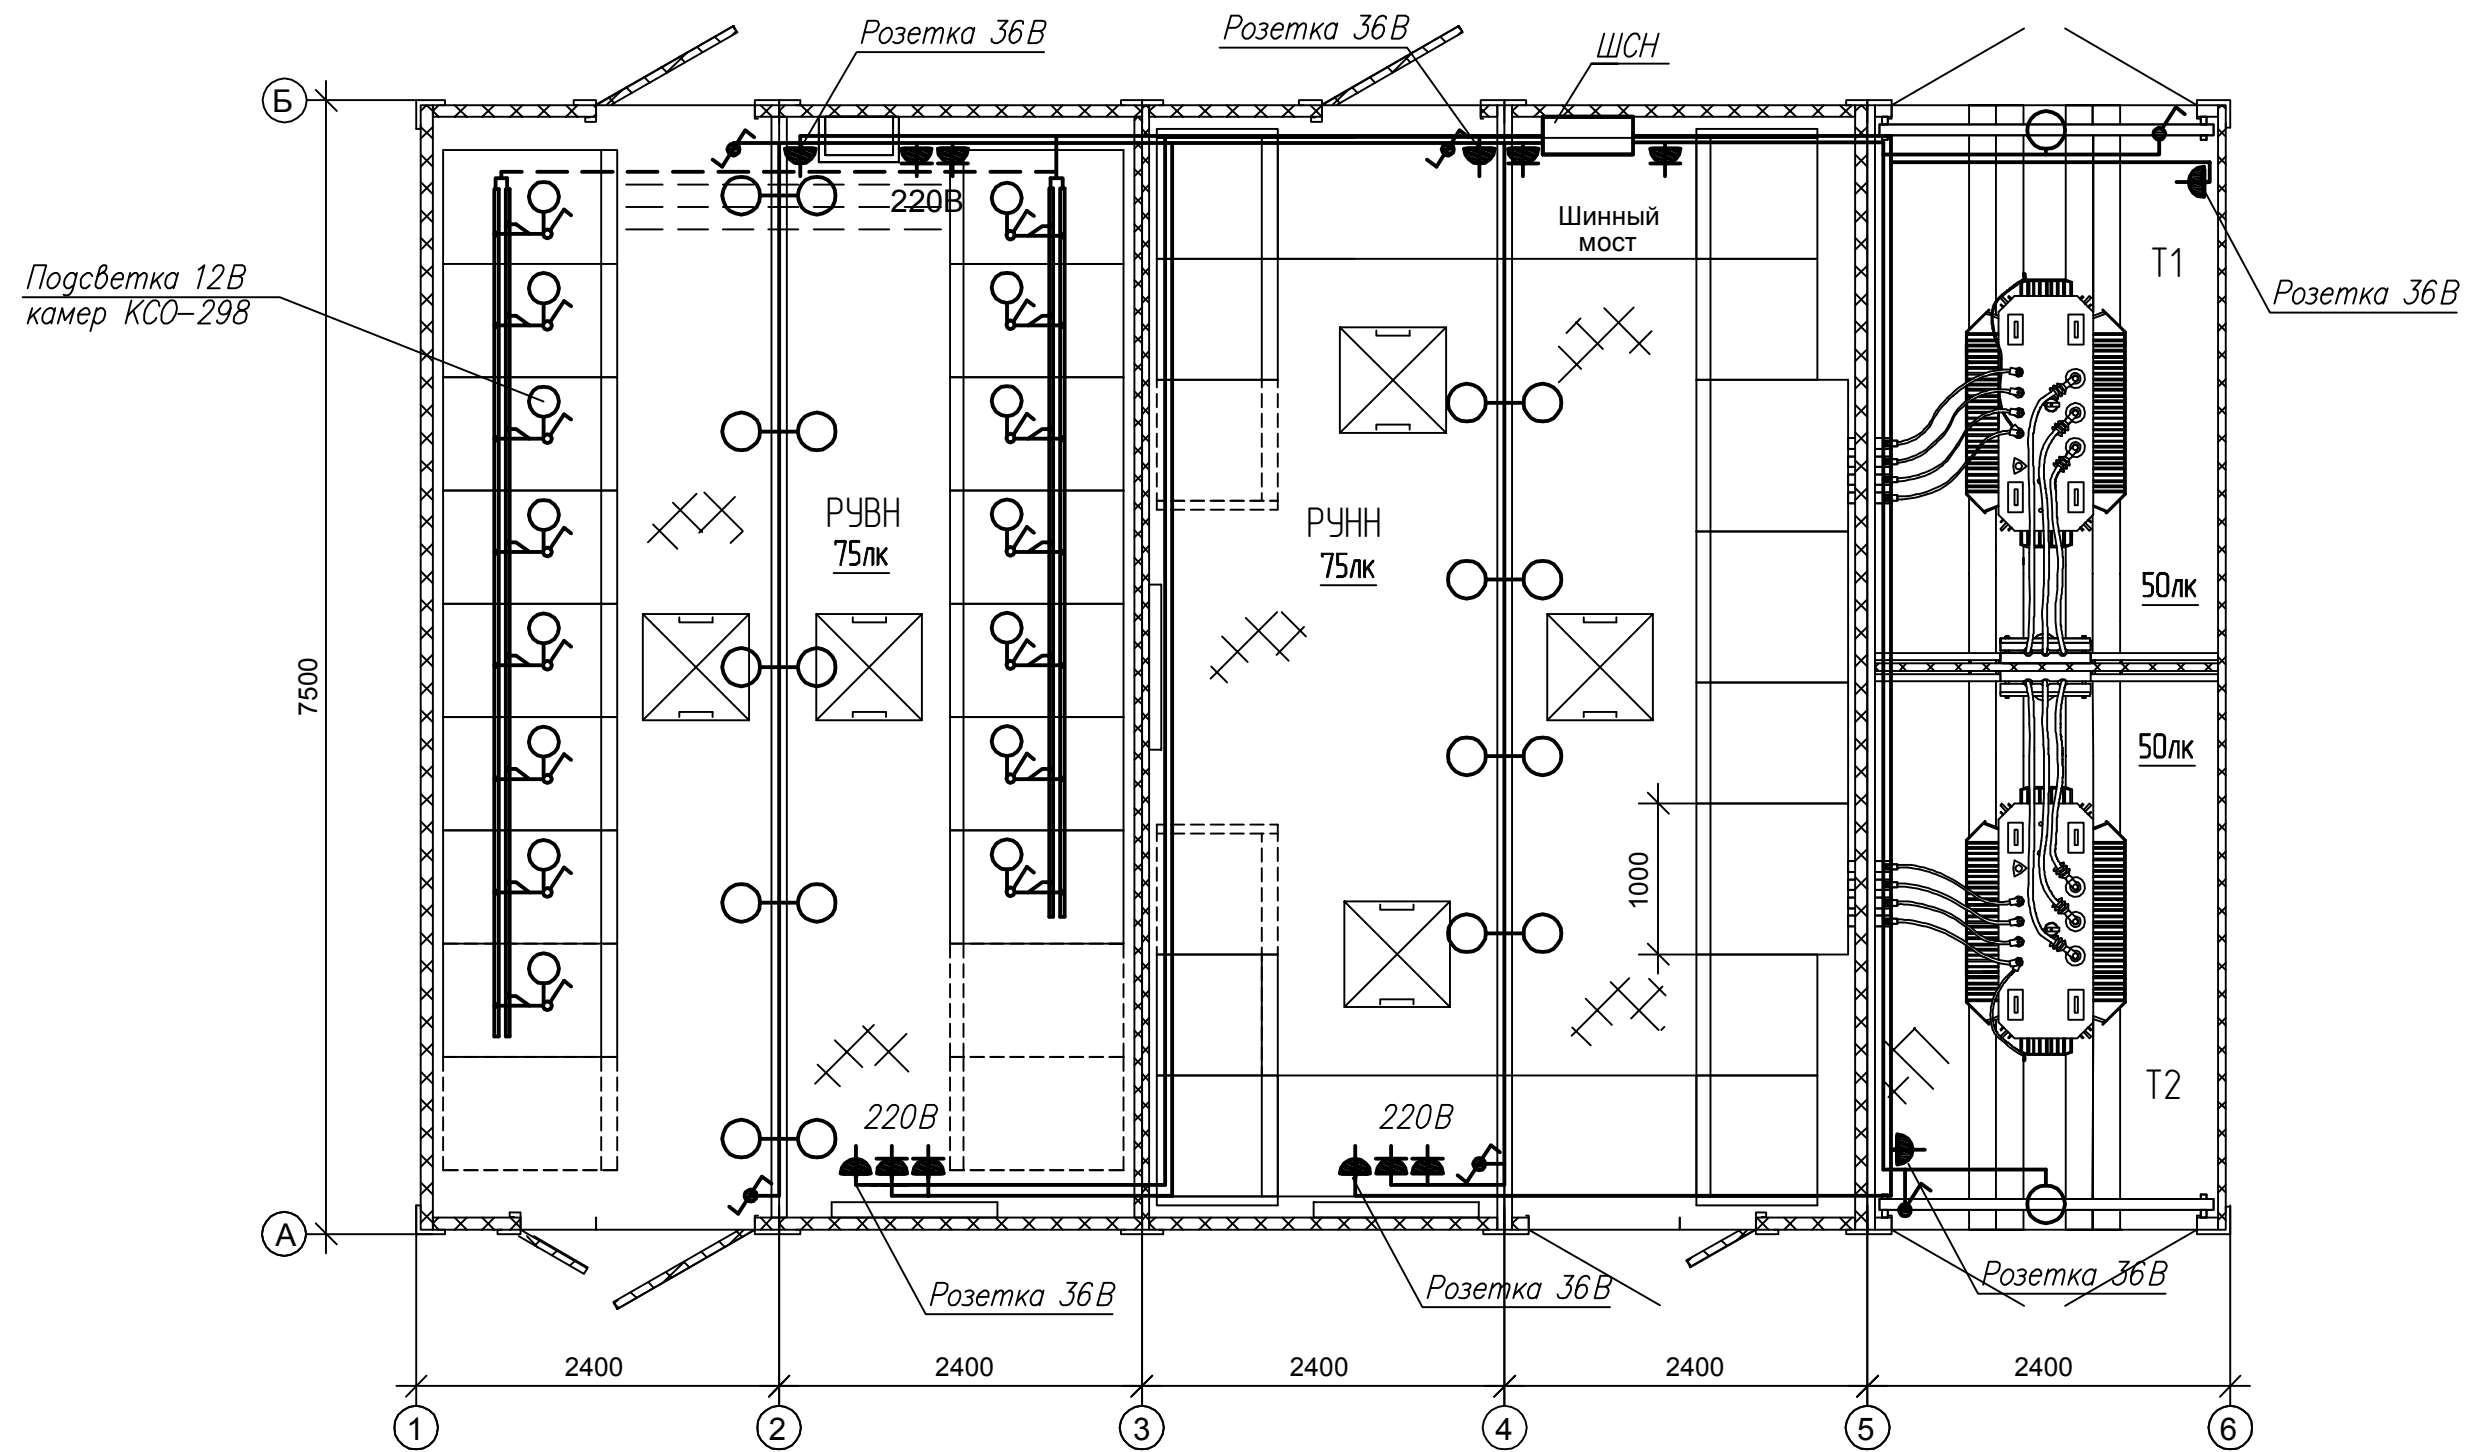 Розетка 36В
Розетка 36В
ШСН
Б
220В
Шинный
мост
Т1
Подсветка 12В
камер КСО-298
Розетка 36В
РУВН
75лк
РУНН
75лк
50лк
7500
50лк
1000
Т2
220В
220В
А
Розетка 36В
Розетка 36В
Розетка 36В
2400
2400
2400
2400
2400
1
2
3
4
5
6